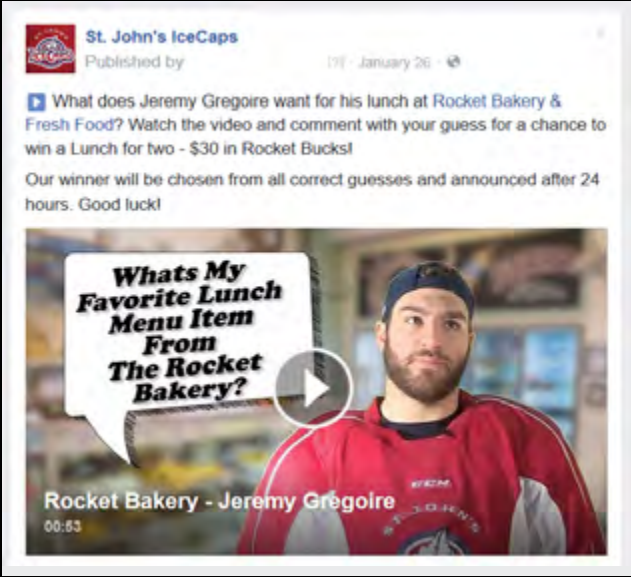 St. John's IceCaps
Published by
January 26
What does Jeremy Gregoire want for his lunch at Rocket Bakery &
Fresh Food? Watch the video and comment with your guess for a chance to
win a Lunch for two - $30 in Rocket Bucks!
Our winner will be chosen from all correct guesses and announced after 24
hours. Good luck!
Whats My
Favorite Lunch
Menu Item
From
The Rocket
Bakery?
CCM
ST. JOHN'S
Rocket Bakery - Jeremy Gregoire
00:53